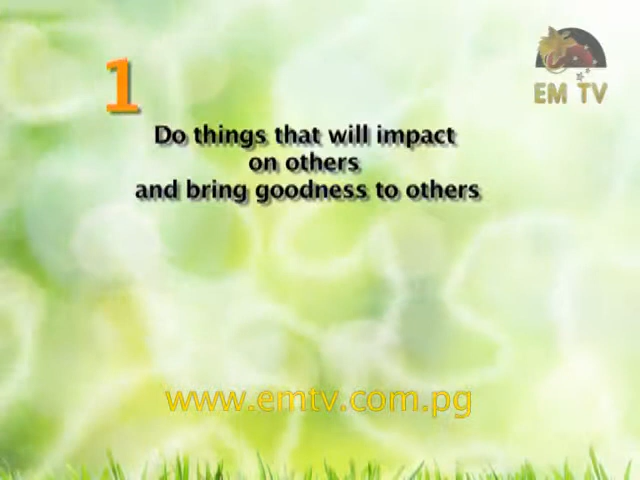 EM TV
1
Do things that will impact
on others
and bring goodness to others
www.emtv.com.pg